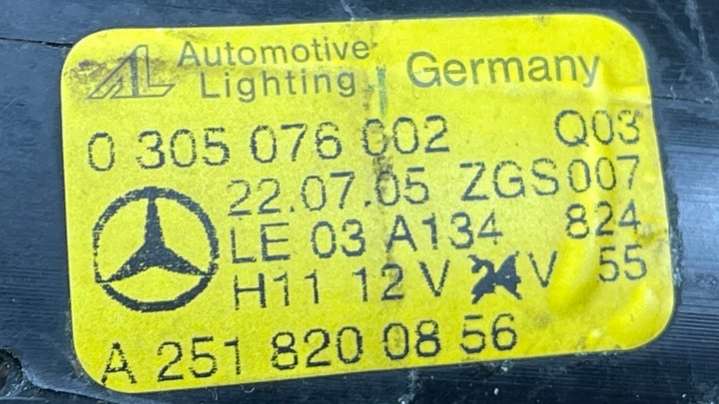 AL Automotive Lighting Germany
0 305 076 002 Q03
22.07.05 ZGS007
LE 03 A134 824
H11 12 V 24 V 55
A 251 820 08 56